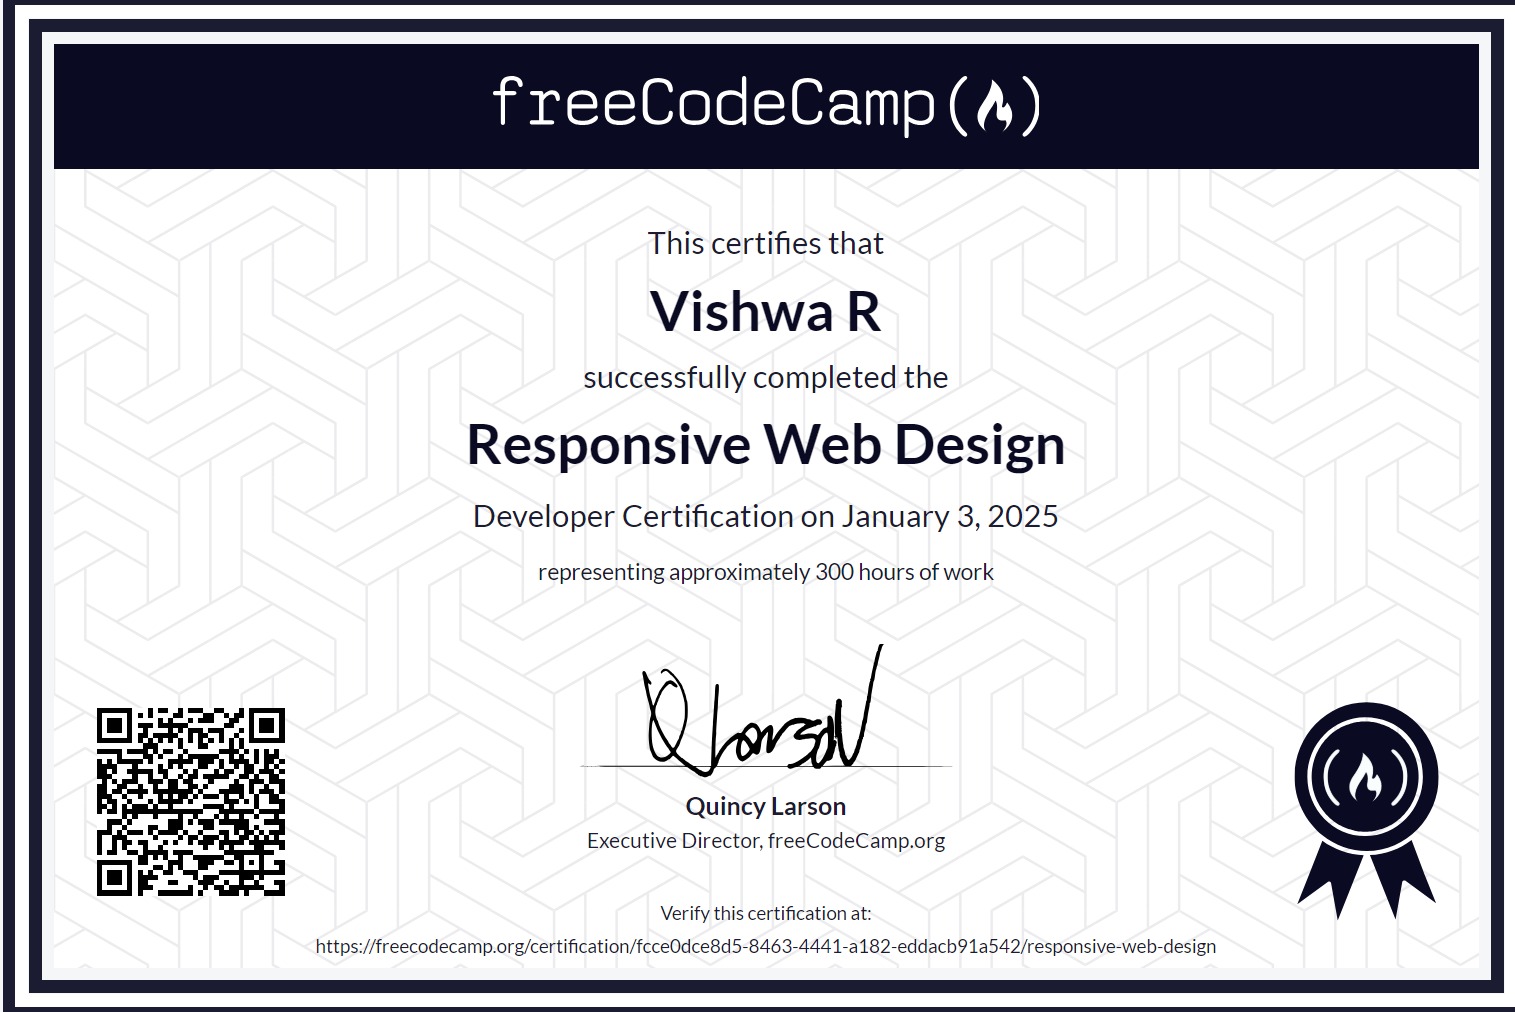 freeCodeCamp
This certifies that
Vishwa R
successfully completed the
Responsive Web Design
Developer Certification on January 3, 2025
representing approximately 300 hours of work
Quincy Larson
Executive Director, freeCodeCamp.org
Verify this certification at:
https://freecodecamp.org/certification/fcce0dce8d5-8463-4441-a182-eddacb91a542/responsive-web-design